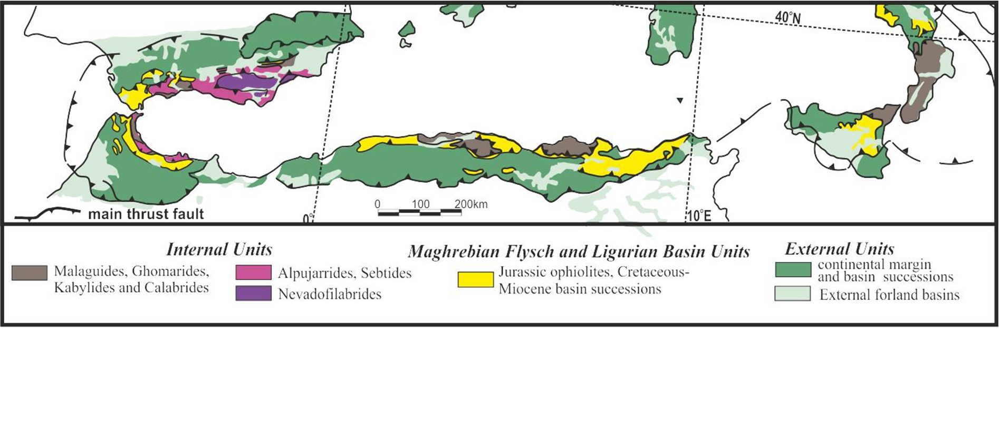 40°N
0 100 200km
main thrust fault
0°
10°E
Internal Units
Maghrebian Flysch and Ligurian Basin Units
External Units
Malaguides, Ghomarides,
Kabylides and Calabrides
Alpujarrides, Sebtides
Nevadofilabrides
Jurassic ophiolites, Cretaceous-
Miocene basin successions
continental margin
and basin successions
External forland basins